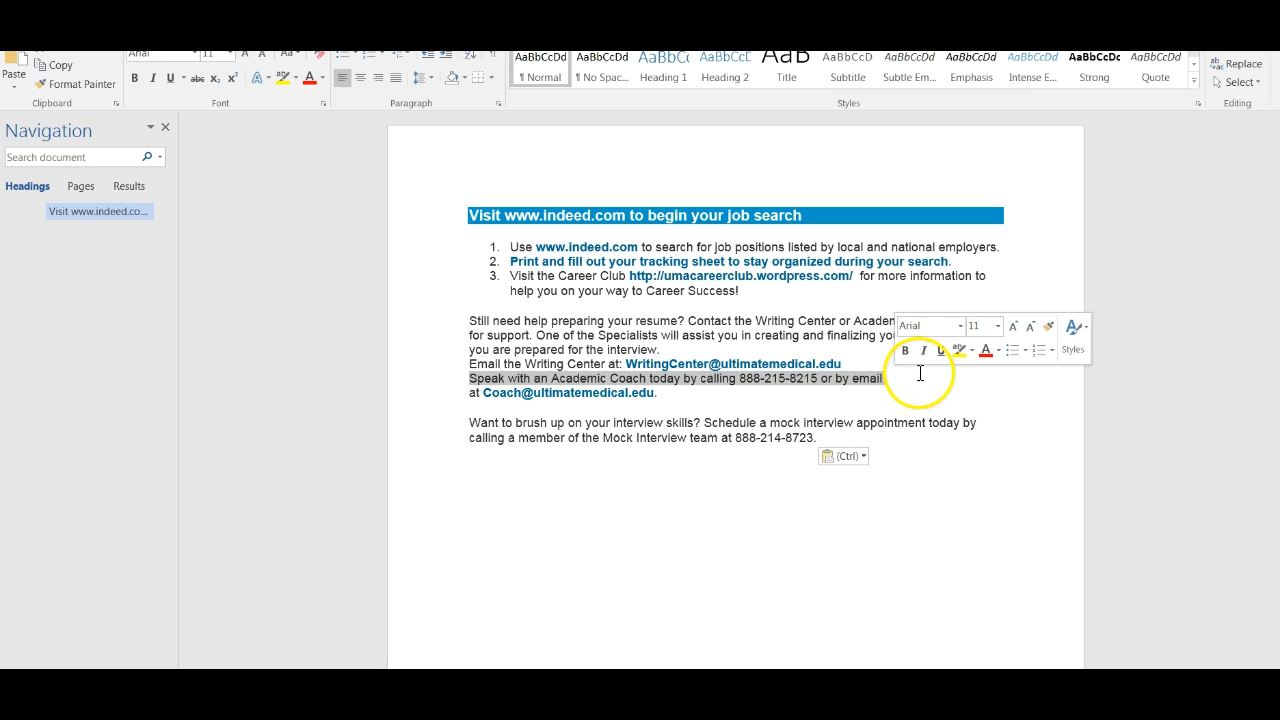 Arial 11 Aa
Paste Copy AaBbCcDd AaBbCcDd AaBbCc AaBbCcE AaB AaBbCcD AaBbCcDd AaBbCcDd AaBbCcDd AaBbCcDc AaBbCcDd Replace
Format Painter B I U abc X₂ X² A ab A ¶ Normal ¶ No Spac... Heading 1 Heading 2 Title Subtitle Subtle Em... Emphasis Intense E... Strong Quote Select
Clipboard Font Paragraph Styles Editing
Navigation
Search document
Headings Pages Results
Visit www.indeed.co...
Visit www.indeed.com to begin your job search
1. Use www.indeed.com to search for job positions listed by local and national employers.
2. Print and fill out your tracking sheet to stay organized during your search.
3. Visit the Career Club http://umacareerclub.wordpress.com/ for more information to
help you on your way to Career Success!
Still need help preparing your resume? Contact the Writing Center or
for support. One of the Specialists will assist you in creating and finalizing
you are prepared for the interview.
Email the Writing Center at: WritingCenter@ultimatemedical.edu
Speak with an Academic Coach today by calling 888-215-8215 or by email
at Coach@ultimatemedical.edu.
Want to brush up on your interview skills? Schedule a mock interview appointment today by
calling a member of the Mock Interview team at 888-214-8723.
Arial 11 A A
B I U ab A Styles
(Ctrl)